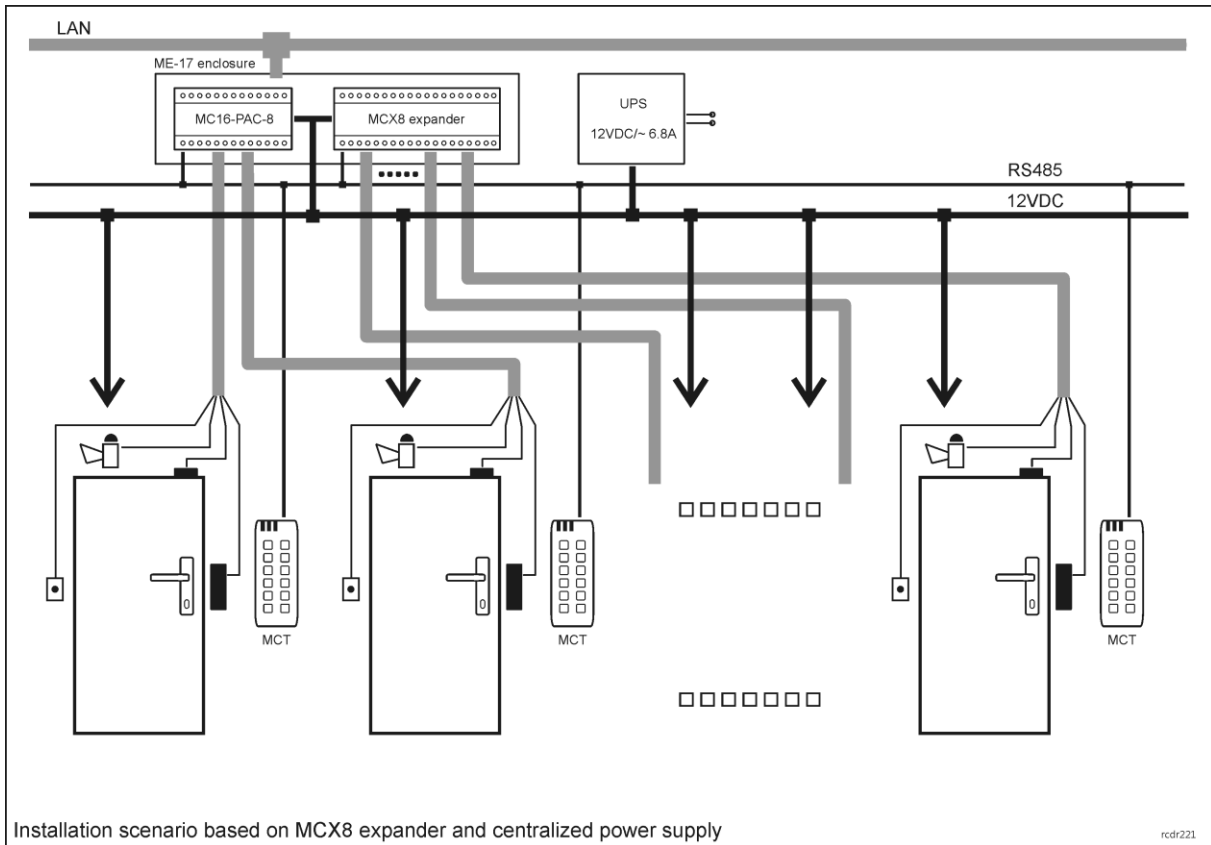 LAN
ME-17 enclosure
MC16-PAC-8
MCX8 expander
UPS
12VDC/~ 6.8A
RS485
12VDC
MCT
MCT
MCT
Installation scenario based on MCX8 expander and centralized power supply
rcdr221